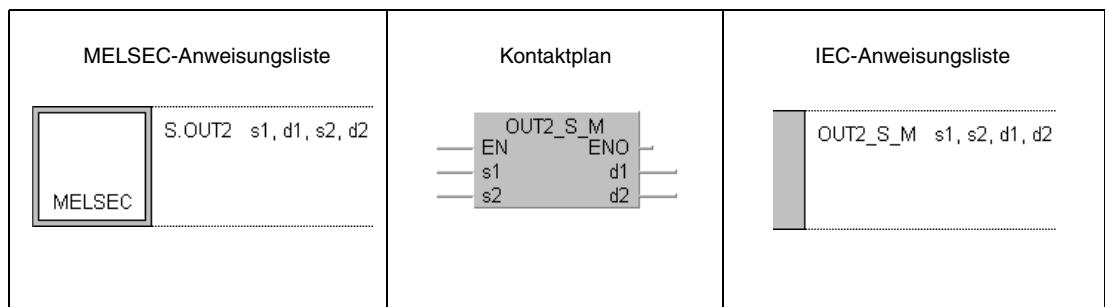 MELSEC-Anweisungsliste
S.OUT2 s1, d1, s2, d2
MELSEC
Kontaktplan
OUT2_S_M
EN ENO
s1 d1
s2 d2
IEC-Anweisungsliste
OUT2_S_M s1, s2, d1, d2